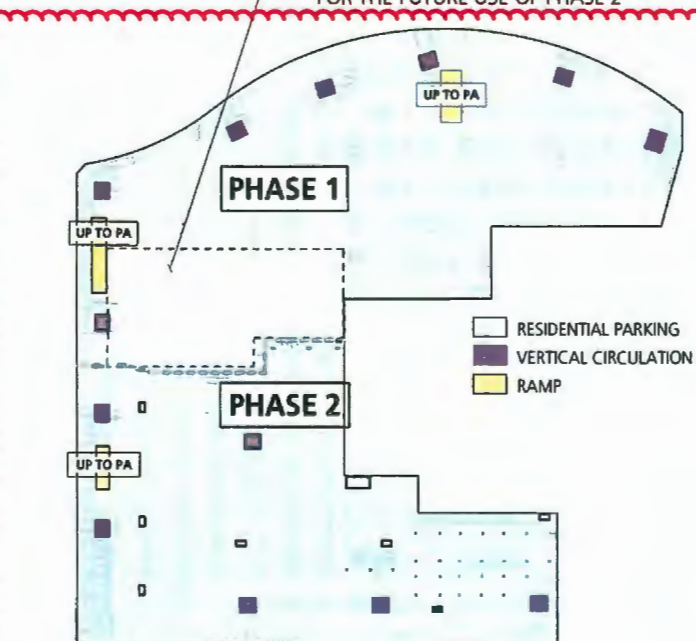 FOR THE FUTURE USE OF PHASE 2
UP TO PA
PHASE 1
UP TO PA
RESIDENTIAL PARKING
VERTICAL CIRCULATION
RAMP
PHASE 2
UP TO PA